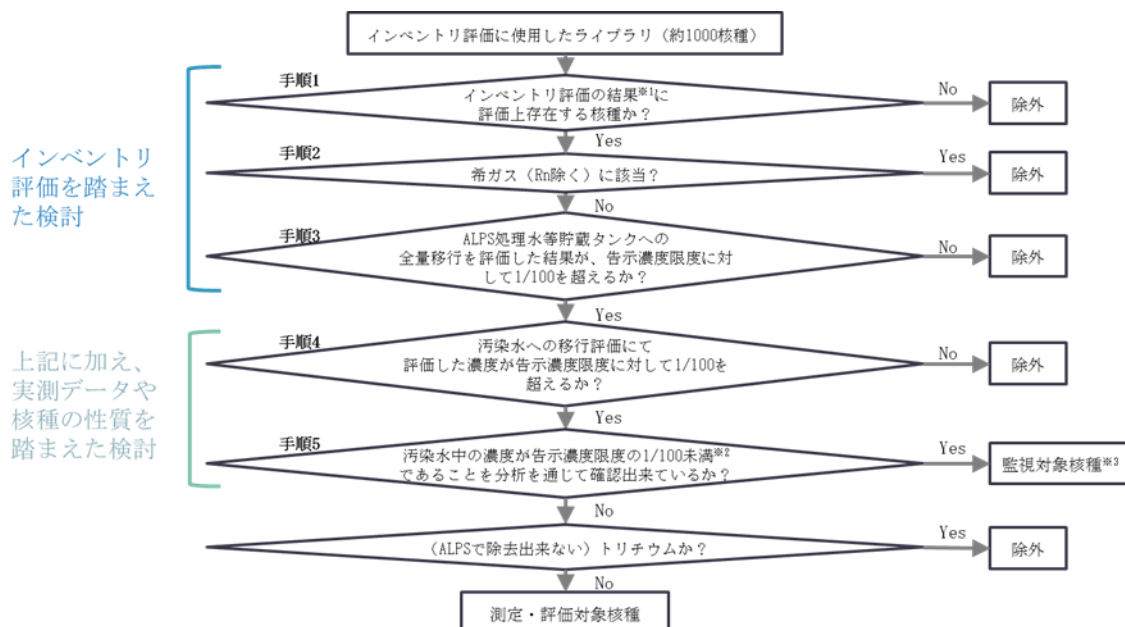 インベントリ評価に使用したライブラリ（約1000核種）
手順1
インベントリ評価の結果※1に
評価上存在する核種か？
No
除外
Yes
手順2
希ガス（Rn除く）に該当？
Yes
除外
No
インベントリ
評価を踏まえ
た検討
手順3
ALPS処理水等貯蔵タンクへの
全量移行を評価した結果が、告示濃度限度に対
して1/100を超えるか？
No
除外
Yes
手順4
汚染水への移行評価にて
評価した濃度が告示濃度限度に対して1/100を
超えるか？
No
除外
Yes
上記に加え、
実測データや
核種の性質を
踏まえた検討
手順5
汚染水中の濃度が告示濃度限度の1/100未満※2
であることを分析を通じて確認出来ているか？
Yes
監視対象核種※3
No
（ALPSで除去出来ない）トリチウムか？
Yes
除外
No
測定・評価対象核種